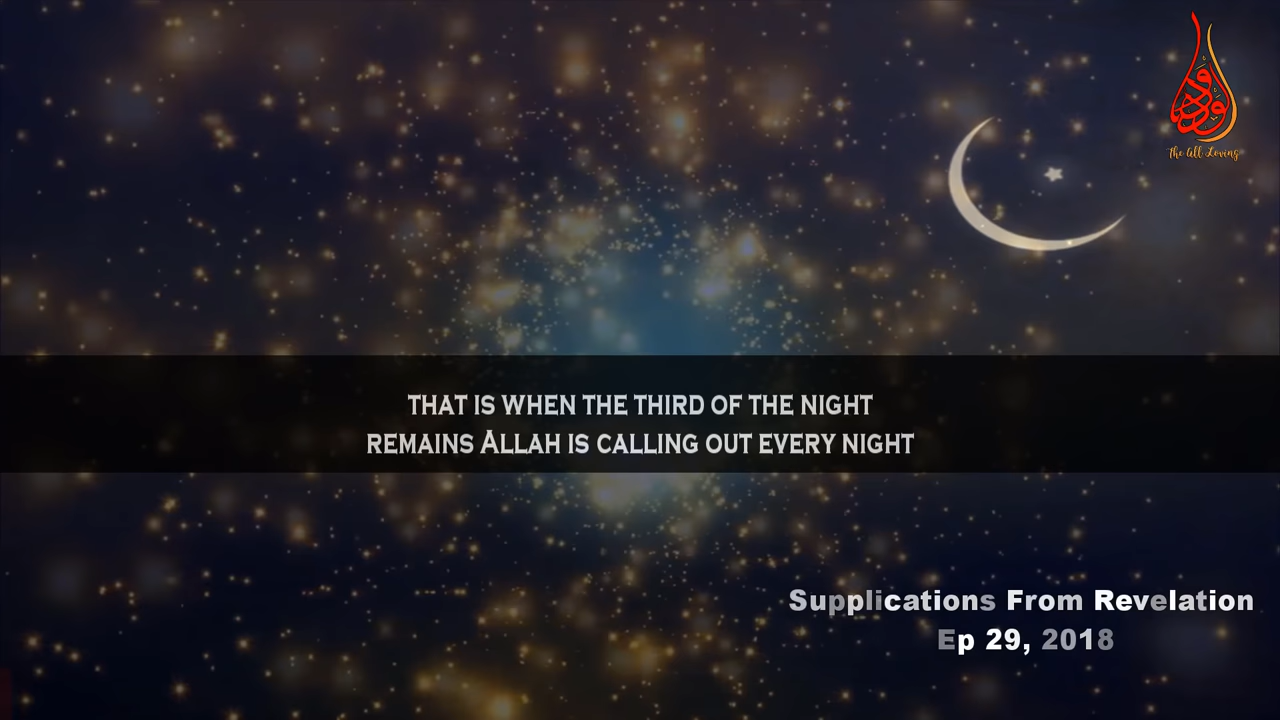 الودود
The All Loving
THAT IS WHEN THE THIRD OF THE NIGHT
REMAINS ALLAH IS CALLING OUT EVERY NIGHT
Supplications From Revelation
Ep 29, 2018